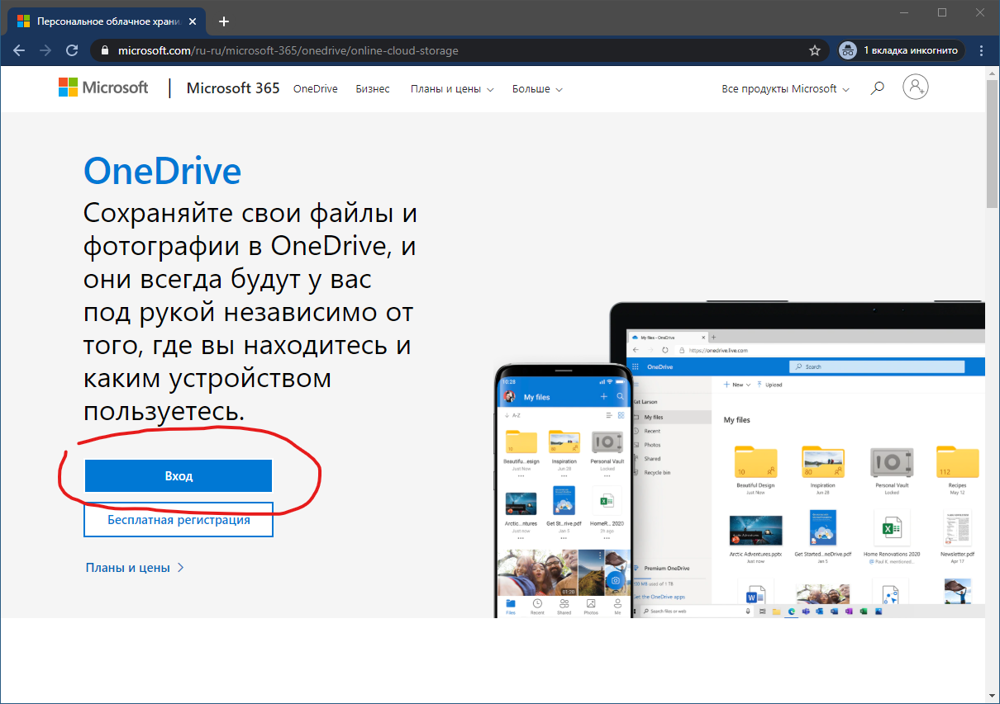 Персональное облачное храни
microsoft.com/ru-ru/microsoft-365/onedrive/online-cloud-storage
1 вкладка инкогнито
Microsoft
Microsoft 365
OneDrive
Бизнес
Планы и цены
Больше
Все продукты Microsoft
OneDrive
Сохраняйте свои файлы и
фотографии в OneDrive, и
они всегда будут у вас
под рукой независимо от
того, где вы находитесь и
каким устройством
пользуетесь.
Вход
Бесплатная регистрация
Планы и цены
10:28
My files
A-Z
10
80
Beautifu...esign
Inspiration
Personal Vault
Just Now
Jun 28
Locked
Arctic...ntures
Get St...rive.pdf
HomeR... 2020
Just now
Jan 5
2h ago
01:20
Files
Recent
Shared
Photos
Me
My files - OneDrive
https://onedrive.live.com
OneDrive
Search
New
Upload
Kat Larson
My files
Recent
Photos
Shared
Recycle bin
Premium OneDrive
MB used of 1 TB
Get the OneDrive apps
My files
10
80
112
Beautiful Design
Inspiration
Personal Vault
Recipes
Just Now
Jun 28
Locked
May 12
Arctic Adventures
Arctic Adventures.pptx
Get Started...neDrive.pdf
Home Renovations 2020
Newsletter.pdf
Just now
Jan 5
Paul K. mentioned...
Apr 17
Search files or web